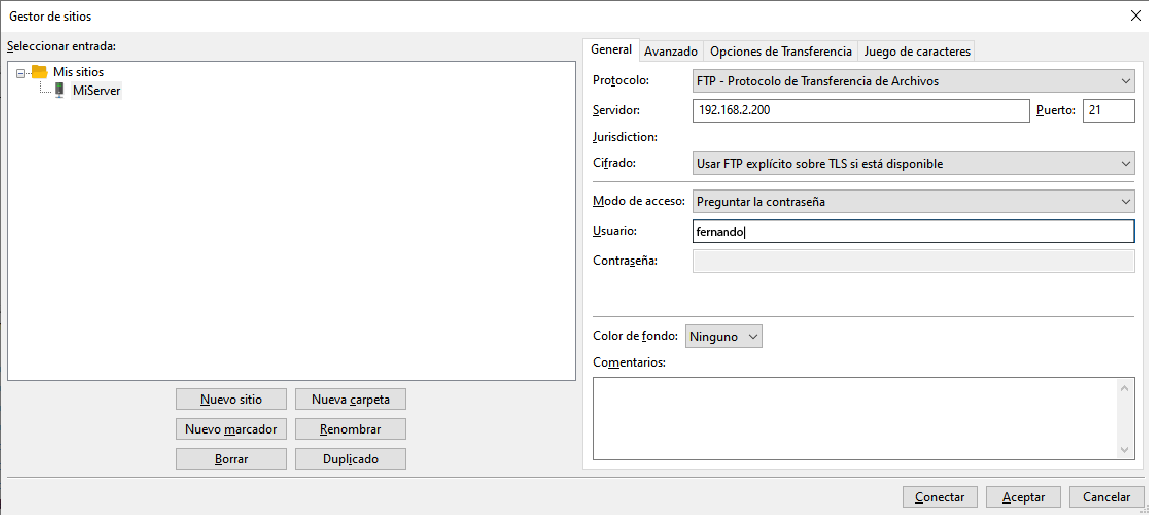 Gestor de sitios
Seleccionar entrada:
Mis sitios
MiServer
Nuevo sitio
Nueva carpeta
Nuevo marcador
Renombrar
Borrar
Duplicado
General Avanzado Opciones de Transferencia Juego de caracteres
Protocolo: FTP - Protocolo de Transferencia de Archivos
Servidor: 192.168.2.200 Puerto: 21
Jurisdiction:
Cifrado: Usar FTP explícito sobre TLS si está disponible
Modo de acceso: Preguntar la contraseña
Usuario: fernando
Contraseña:
Color de fondo: Ninguno
Comentarios:
Conectar Aceptar Cancelar